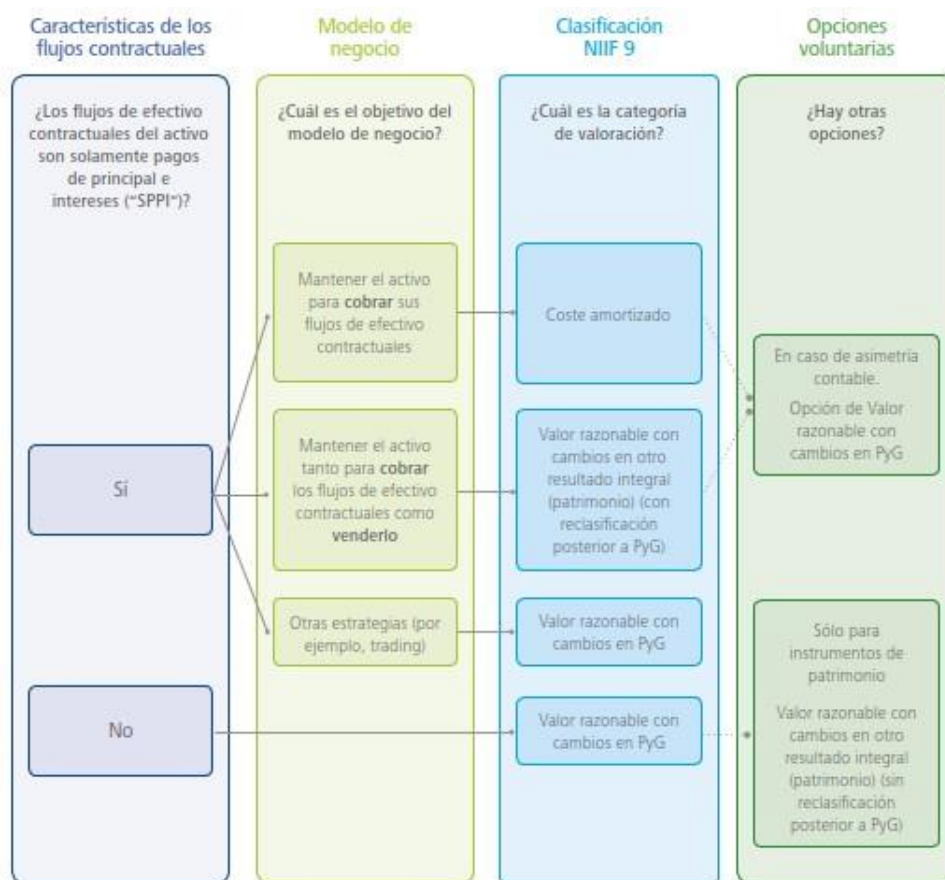 Características de los
flujos contractuales
¿Los flujos de efectivo
contractuales del activo
son solamente pagos
de principal e
intereses ("SPPI")?
Sí
No
Modelo de
negocio
¿Cuál es el objetivo del
modelo de negocio?
Mantener el activo
para cobrar sus
flujos de efectivo
contractuales
Mantener el activo
tanto para cobrar
los flujos de efectivo
contractuales como
venderlo
Otras estrategias (por
ejemplo, trading)
Clasificación
NIIF 9
¿Cuál es la categoría
de valoración?
Coste amortizado
Valor razonable con
cambios en otro
resultado integral
(patrimonio) (con
reclasificación
posterior a PyG)
Valor razonable con
cambios en PyG
Valor razonable con
cambios en PyG
Opciones
voluntarias
¿Hay otras
opciones?
En caso de asimetría
contable.
Opción de Valor
razonable con
cambios en PyG
Sólo para
instrumentos de
patrimonio
Valor razonable con
cambios en otro
resultado integral
(patrimonio) (sin
reclasificación
posterior a PyG)